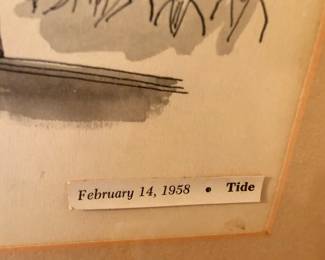 February 14, 1958 • Tide